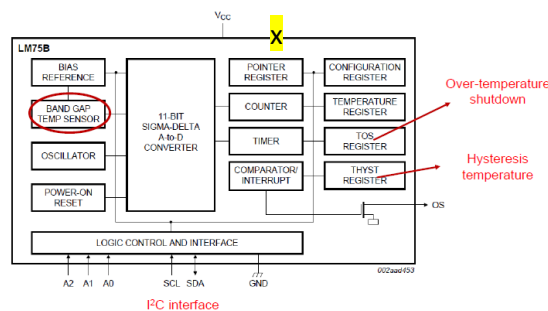 VCC
X
LM75B
BIAS
REFERENCE
BAND GAP
TEMP SENSOR
OSCILLATOR
POWER-ON
RESET
11-BIT
SIGMA-DELTA
A-to-D
CONVERTER
POINTER
REGISTER
COUNTER
TIMER
COMPARATOR/
INTERRUPT
CONFIGURATION
REGISTER
TEMPERATURE
REGISTER
TOS
REGISTER
THYST
REGISTER
Over-temperature
shutdown
Hysteresis
temperature
OS
LOGIC CONTROL AND INTERFACE
002aad453
A2 A1 A0 SCL SDA GND
I²C interface